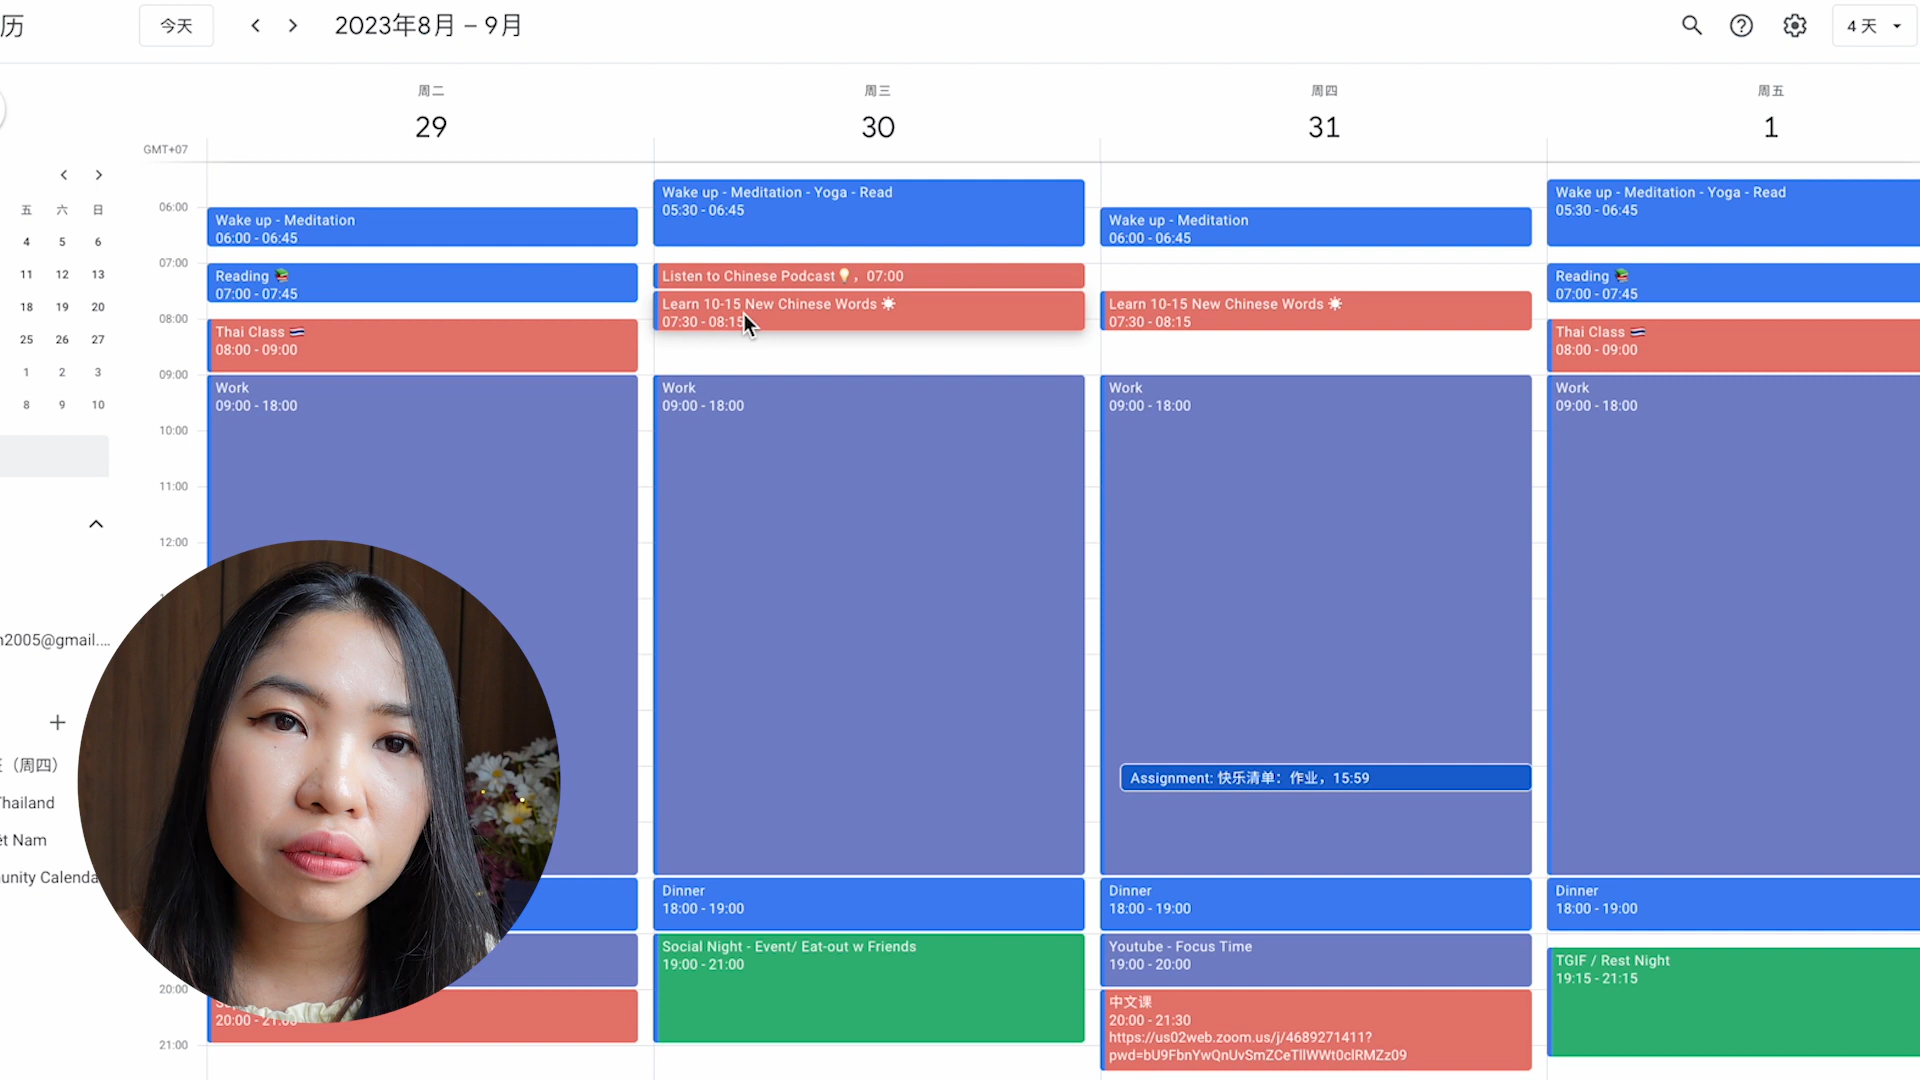 历
今天
2023年8月 – 9月
4 天
周二
29
周三
30
周四
31
周五
1
GMT+07
五 六 日
4 5 6
11 12 13
18 19 20
25 26 27
1 2 3
8 9 10
n2005@gmail....
（周四）
Thailand
ệt Nam
unity Calenda
06:00
07:00
08:00
09:00
10:00
11:00
12:00
20:00
21:00
Wake up - Meditation
06:00 - 06:45
Reading
07:00 - 07:45
Thai Class
08:00 - 09:00
Work
09:00 - 18:00
20:00 - 21:00
Wake up - Meditation - Yoga - Read
05:30 - 06:45
Listen to Chinese Podcast💡，07:00
Learn 10-15 New Chinese Words ☀
07:30 - 08:15
Work
09:00 - 18:00
Dinner
18:00 - 19:00
Social Night - Event/ Eat-out w Friends
19:00 - 21:00
Wake up - Meditation
06:00 - 06:45
Learn 10-15 New Chinese Words ☀
07:30 - 08:15
Work
09:00 - 18:00
Assignment: 快乐清单：作业，15:59
Dinner
18:00 - 19:00
Youtube - Focus Time
19:00 - 20:00
中文课
20:00 - 21:30
https://us02web.zoom.us/j/4689271411?
pwd=bU9FbnYwQnUvSmZCeTllWWt0clRMZz09
Wake up - Meditation - Yoga - Read
05:30 - 06:45
Reading
07:00 - 07:45
Thai Class
08:00 - 09:00
Work
09:00 - 18:00
Dinner
18:00 - 19:00
TGIF / Rest Night
19:15 - 21:15